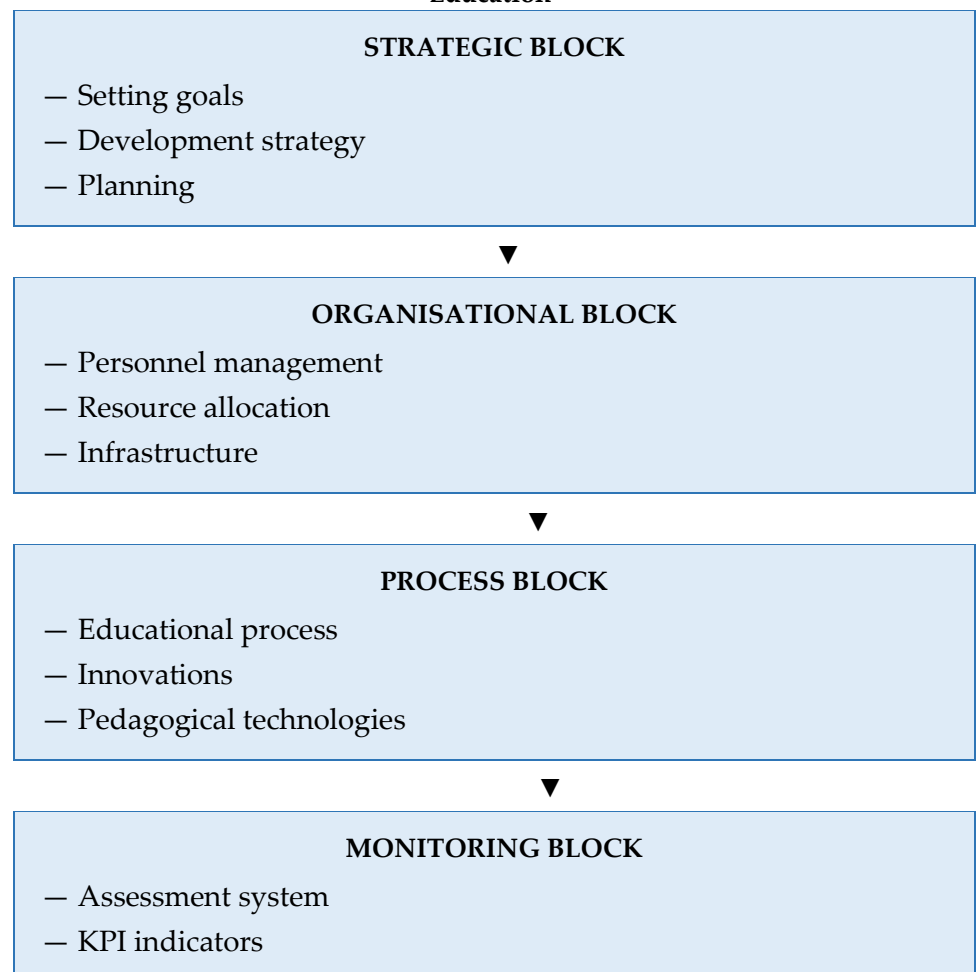 Education
STRATEGIC BLOCK
— Setting goals
— Development strategy
— Planning
▼
ORGANISATIONAL BLOCK
— Personnel management
— Resource allocation
— Infrastructure
▼
PROCESS BLOCK
— Educational process
— Innovations
— Pedagogical technologies
▼
MONITORING BLOCK
— Assessment system
— KPI indicators